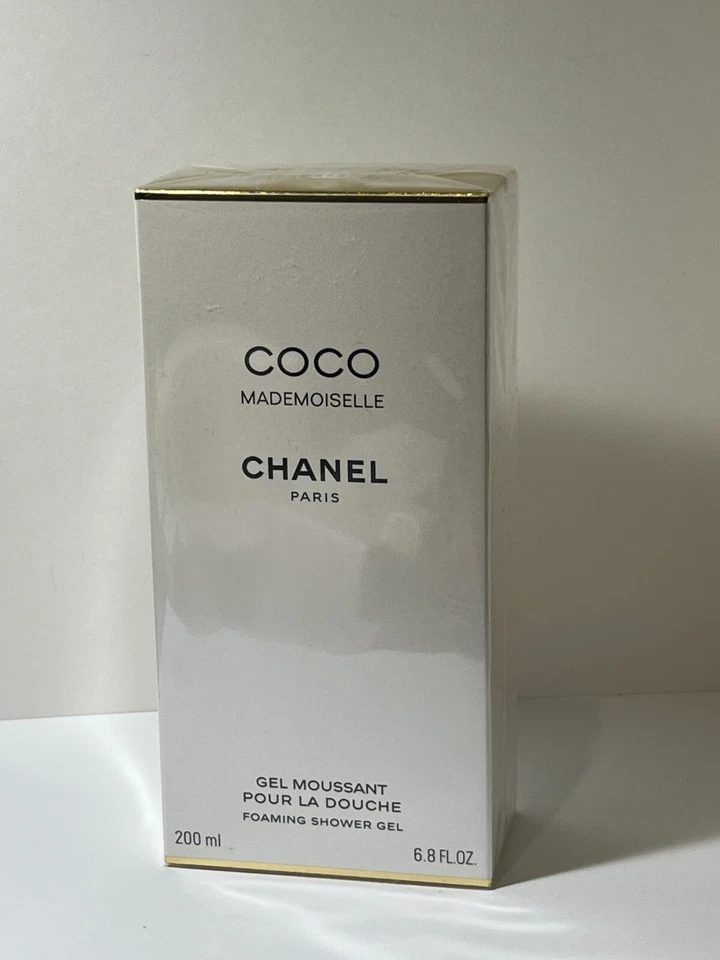 COCO
MADEMOISELLE
CHANEL
PARIS
GEL MOUSSANT
POUR LA DOUCHE
FOAMING SHOWER GEL
200 ml
6.8 FL.OZ.